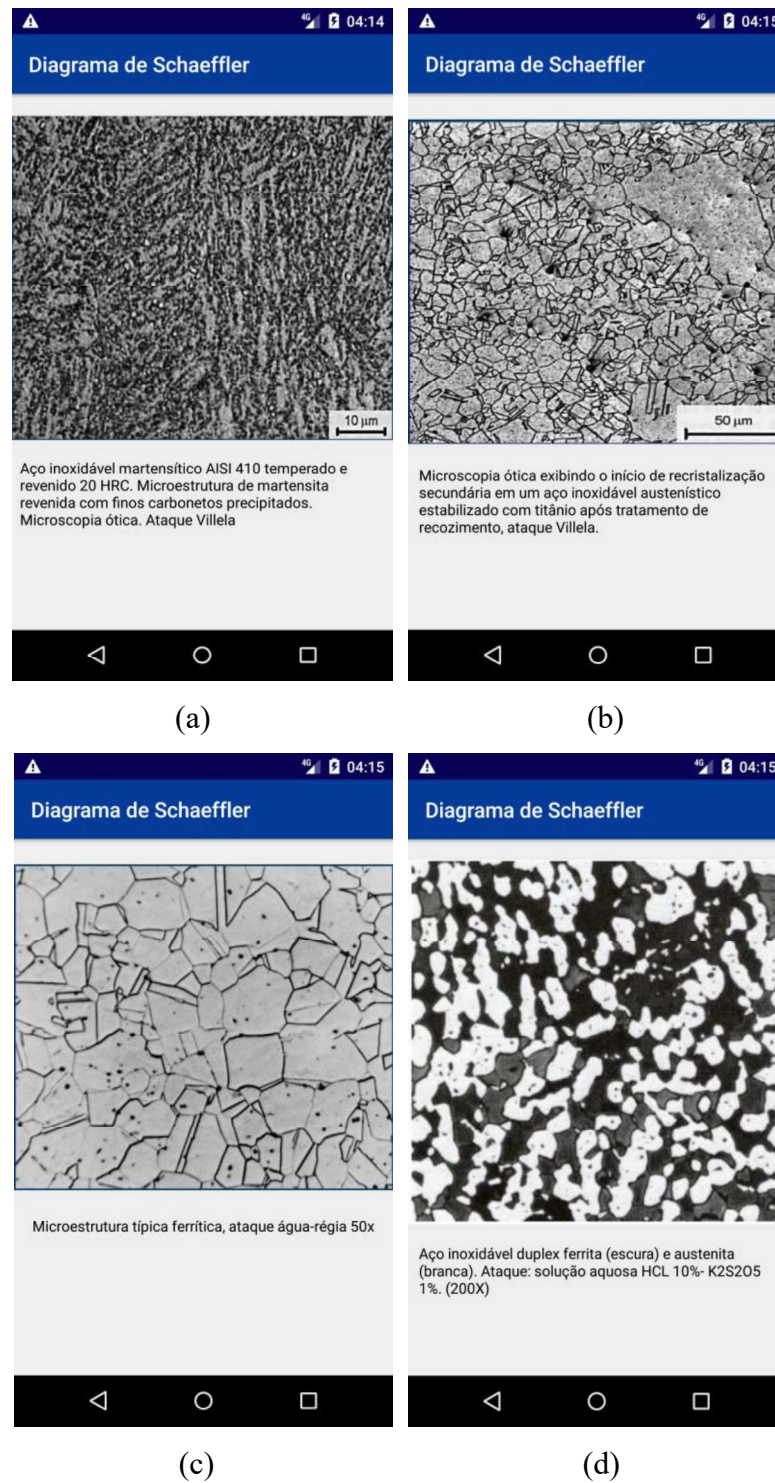 4G 04:14
Diagrama de Schaeffler
10 µm
Aço inoxidável martensítico AISI 410 temperado e
revenido 20 HRC. Microestrutura de martensita
revenida com finos carbonetos precipitados.
Microscopia ótica. Ataque Villela
(a)
4G 04:15
Diagrama de Schaeffler
50 µm
Microscopia ótica exibindo o início de recristalização
secundária em um aço inoxidável austenístico
estabilizado com titânio após tratamento de
recozimento, ataque Villela.
(b)
4G 04:15
Diagrama de Schaeffler
Microestrutura típica ferrítica, ataque água-régia 50x
(c)
4G 04:15
Diagrama de Schaeffler
Aço inoxidável duplex ferrita (escura) e austenita
(branca). Ataque: solução aquosa HCL 10%- K2S2O5
1%. (200X)
(d)